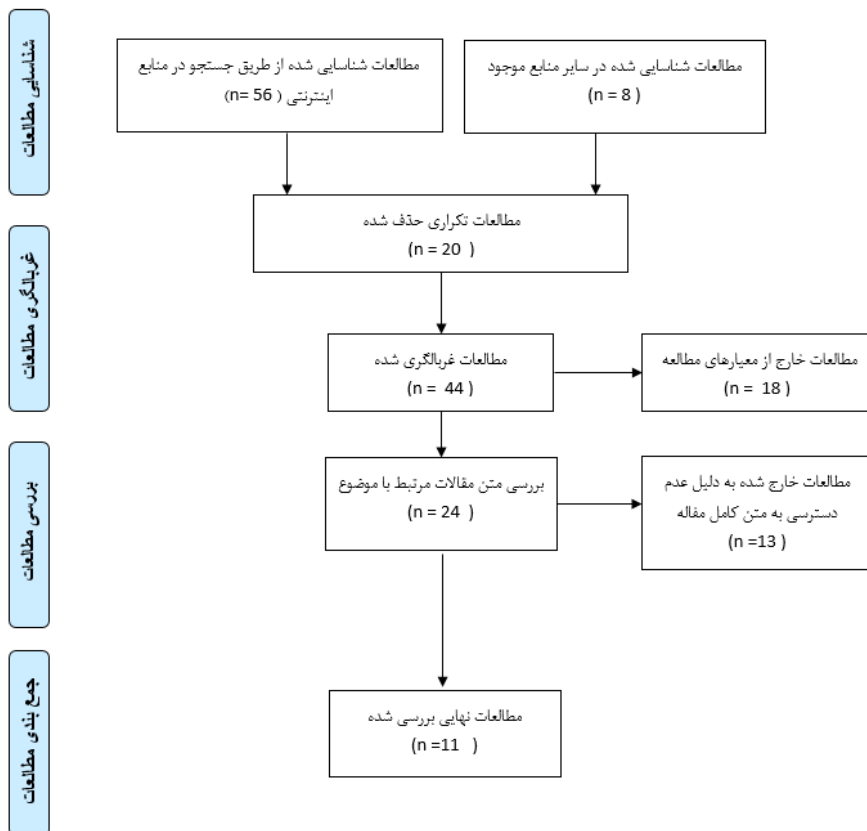 شناسایی مطالعات
مطالعات شناسایی شده در سایر منابع موجود
(n = 8 )
مطالعات شناسایی شده از طریق جستجو در منابع
اینترنتی (n= 56 )
مطالعات تکراری حذف شده
(n = 20 )
غربالگری مطالعات
مطالعات غربالگری شده
(n = 44 )
مطالعات خارج از معیارهای مطالعه
(n = 18 )
بررسی مطالعات
بررسی متن مقالات مرتبط با موضوع
(n = 24 )
مطالعات خارج شده به دلیل عدم
دسترسی به متن کامل مقاله
(n =13 )
جمع بندی مطالعات
مطالعات نهایی بررسی شده
(n =11 )